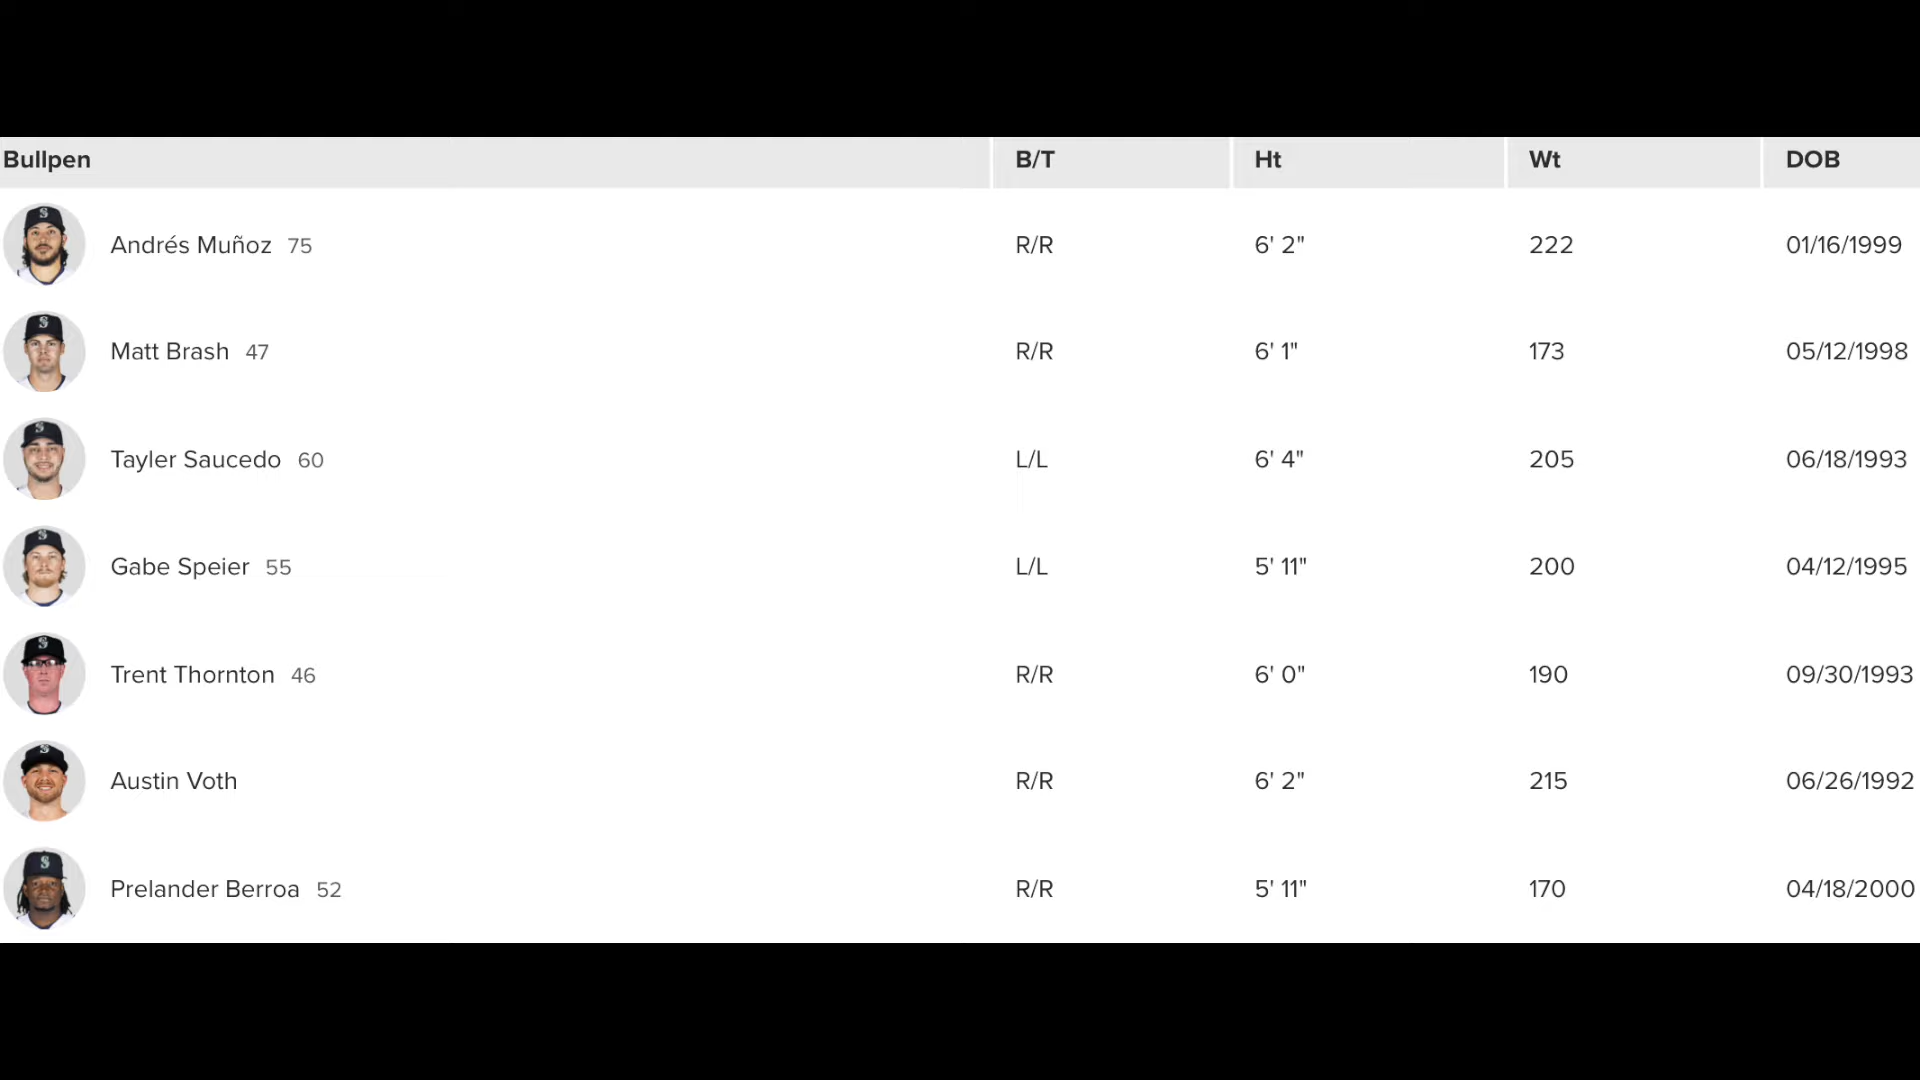 Bullpen B/T Ht Wt DOB
Andrés Muñoz 75 R/R 6' 2" 222 01/16/1999
Matt Brash 47 R/R 6' 1" 173 05/12/1998
Tayler Saucedo 60 L/L 6' 4" 205 06/18/1993
Gabe Speier 55 L/L 5' 11" 200 04/12/1995
Trent Thornton 46 R/R 6' 0" 190 09/30/1993
Austin Voth R/R 6' 2" 215 06/26/1992
Prelander Berroa 52 R/R 5' 11" 170 04/18/2000